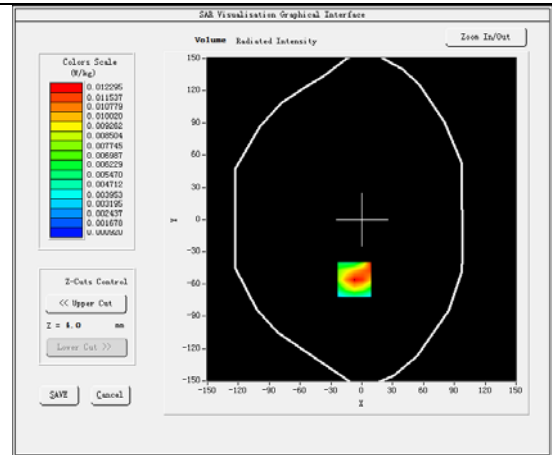 SAR Visualisation Graphical Interface
Volume Radiated Intensity
Zoom In/Out
Colors Scale
(W/kg)
0.012295
0.011537
0.010779
0.010020
0.009262
0.008504
0.007745
0.006987
0.006229
0.005470
0.004712
0.003953
0.003195
0.002437
0.001678
0.000920
Z-Cuts Control
<< Upper Cut
Z = 4.0 mm
Lower Cut >>
SAVE
Cancel
150
120
90
60
30
0
-30
-60
-90
-120
-150
Y
-150 -120 -90 -60 -30 0 30 60 90 120 150
X